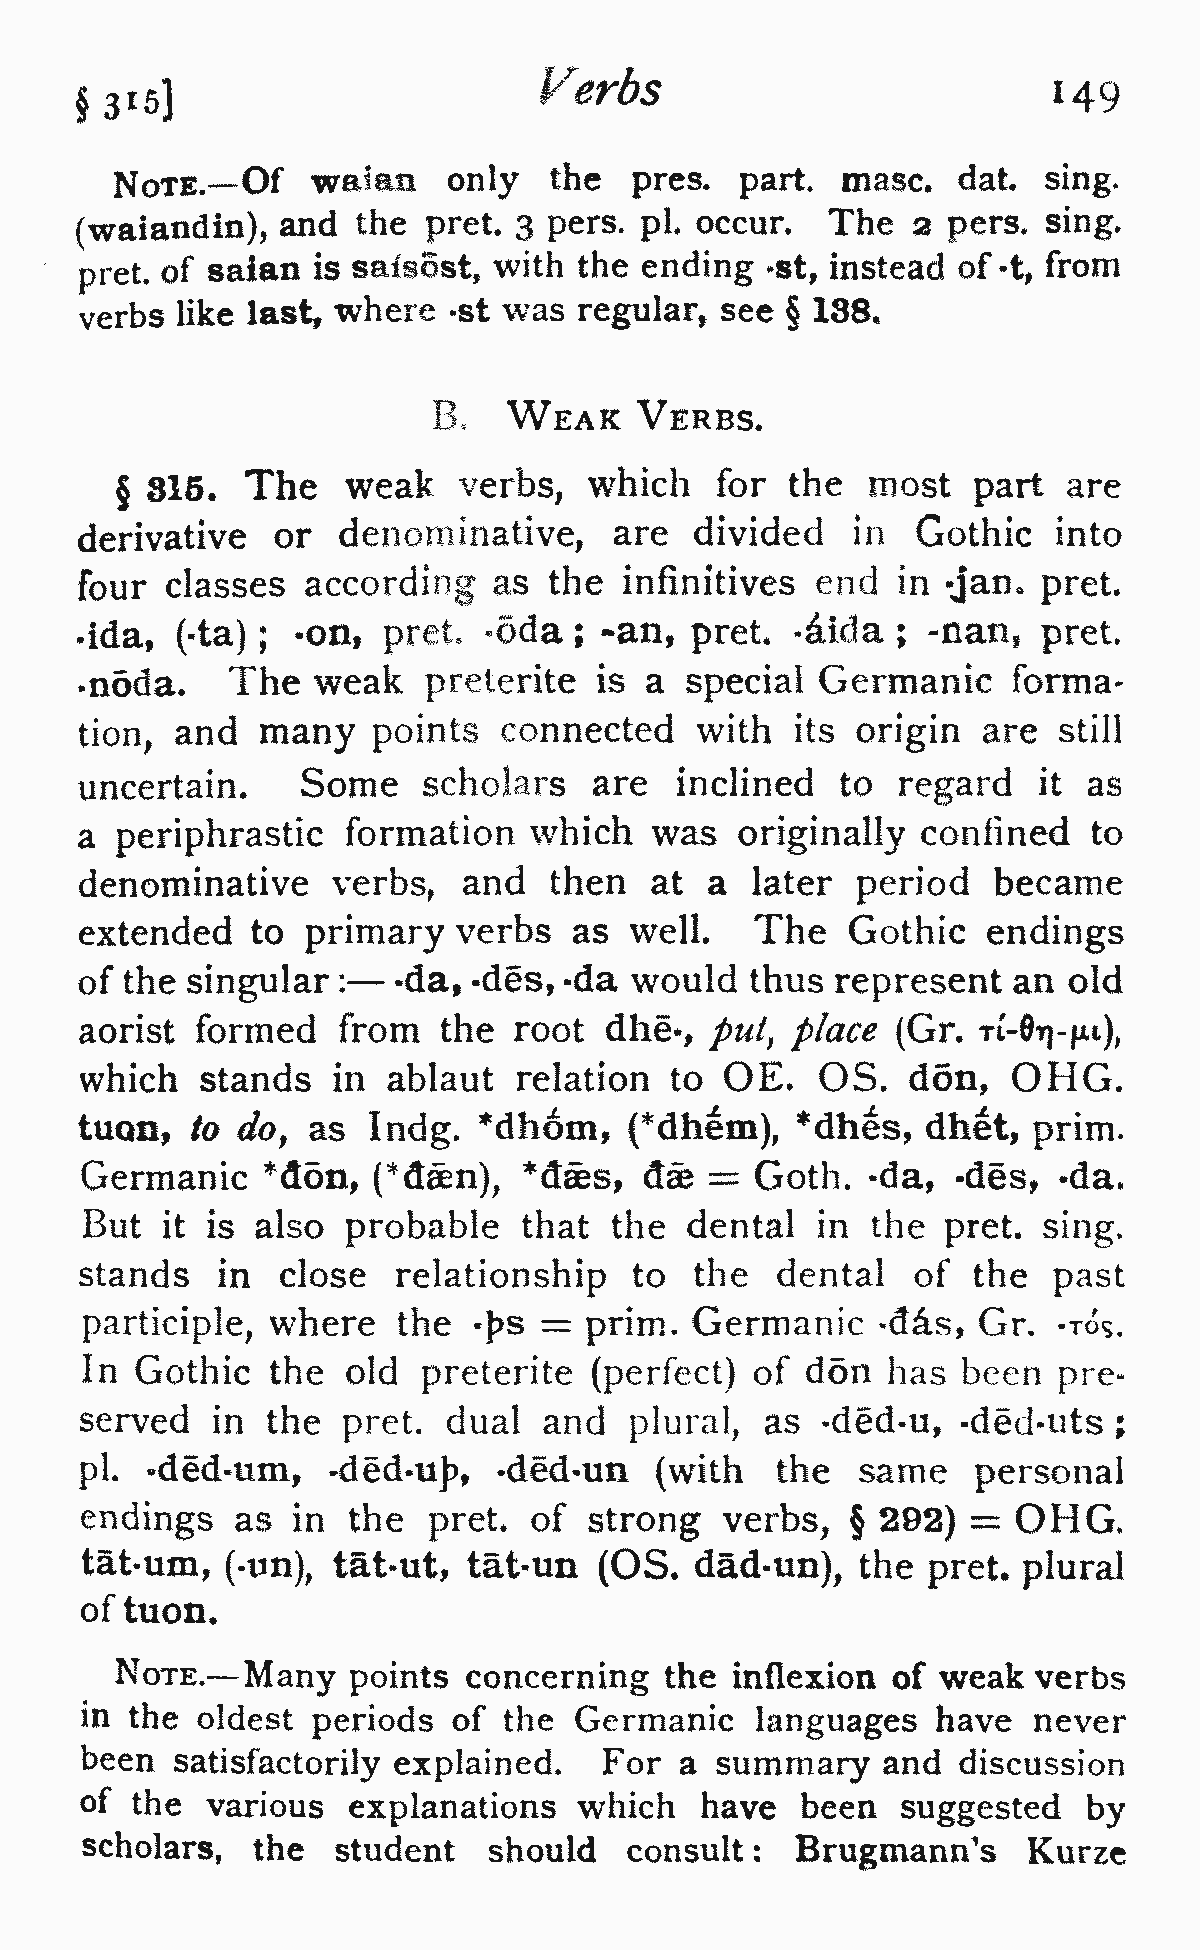 § 315] Verbs 149
NOTE.—Of waian only the pres. part. masc. dat. sing.
(waiandin), and the pret. 3 pers. pl. occur. The 2 pers. sing.
pret. of saian is saísōst, with the ending -st, instead of -t, from
verbs like last, where -st was regular, see § 138.
B. WEAK VERBS.
§ 315. The weak verbs, which for the most part are
derivative or denominative, are divided in Gothic into
four classes according as the infinitives end in -jan, pret.
-ida, (-ta) ; -on, pret. -ōda ; -an, pret. -áida ; -nan, pret.
-nōda. The weak preterite is a special Germanic forma-
tion, and many points connected with its origin are still
uncertain. Some scholars are inclined to regard it as
a periphrastic formation which was originally confined to
denominative verbs, and then at a later period became
extended to primary verbs as well. The Gothic endings
of the singular :— -da, -dēs, -da would thus represent an old
aorist formed from the root dhē-, put, place (Gr. τί-θη-μι),
which stands in ablaut relation to OE. OS. dōn, OHG.
tuon, to do, as Indg. *dhṓm, (*dhḗm), *dhḗs, dhḗt, prim.
Germanic *đōn, (*đǣn), *đǣs, đǣ = Goth. -da, -dēs, -da.
But it is also probable that the dental in the pret. sing.
stands in close relationship to the dental of the past
participle, where the -þs = prim. Germanic -đás, Gr. -τός.
In Gothic the old preterite (perfect) of dōn has been pre-
served in the pret. dual and plural, as -dēd-u, -dēd-uts ;
pl. -dēd-um, -dēd-uþ, -dēd-un (with the same personal
endings as in the pret. of strong verbs, § 292) = OHG.
tāt-um, (-un), tāt-ut, tāt-un (OS. dād-un), the pret. plural
of tuon.
NOTE.—Many points concerning the inflexion of weak verbs
in the oldest periods of the Germanic languages have never
been satisfactorily explained. For a summary and discussion
of the various explanations which have been suggested by
scholars, the student should consult : Brugmann's Kurze